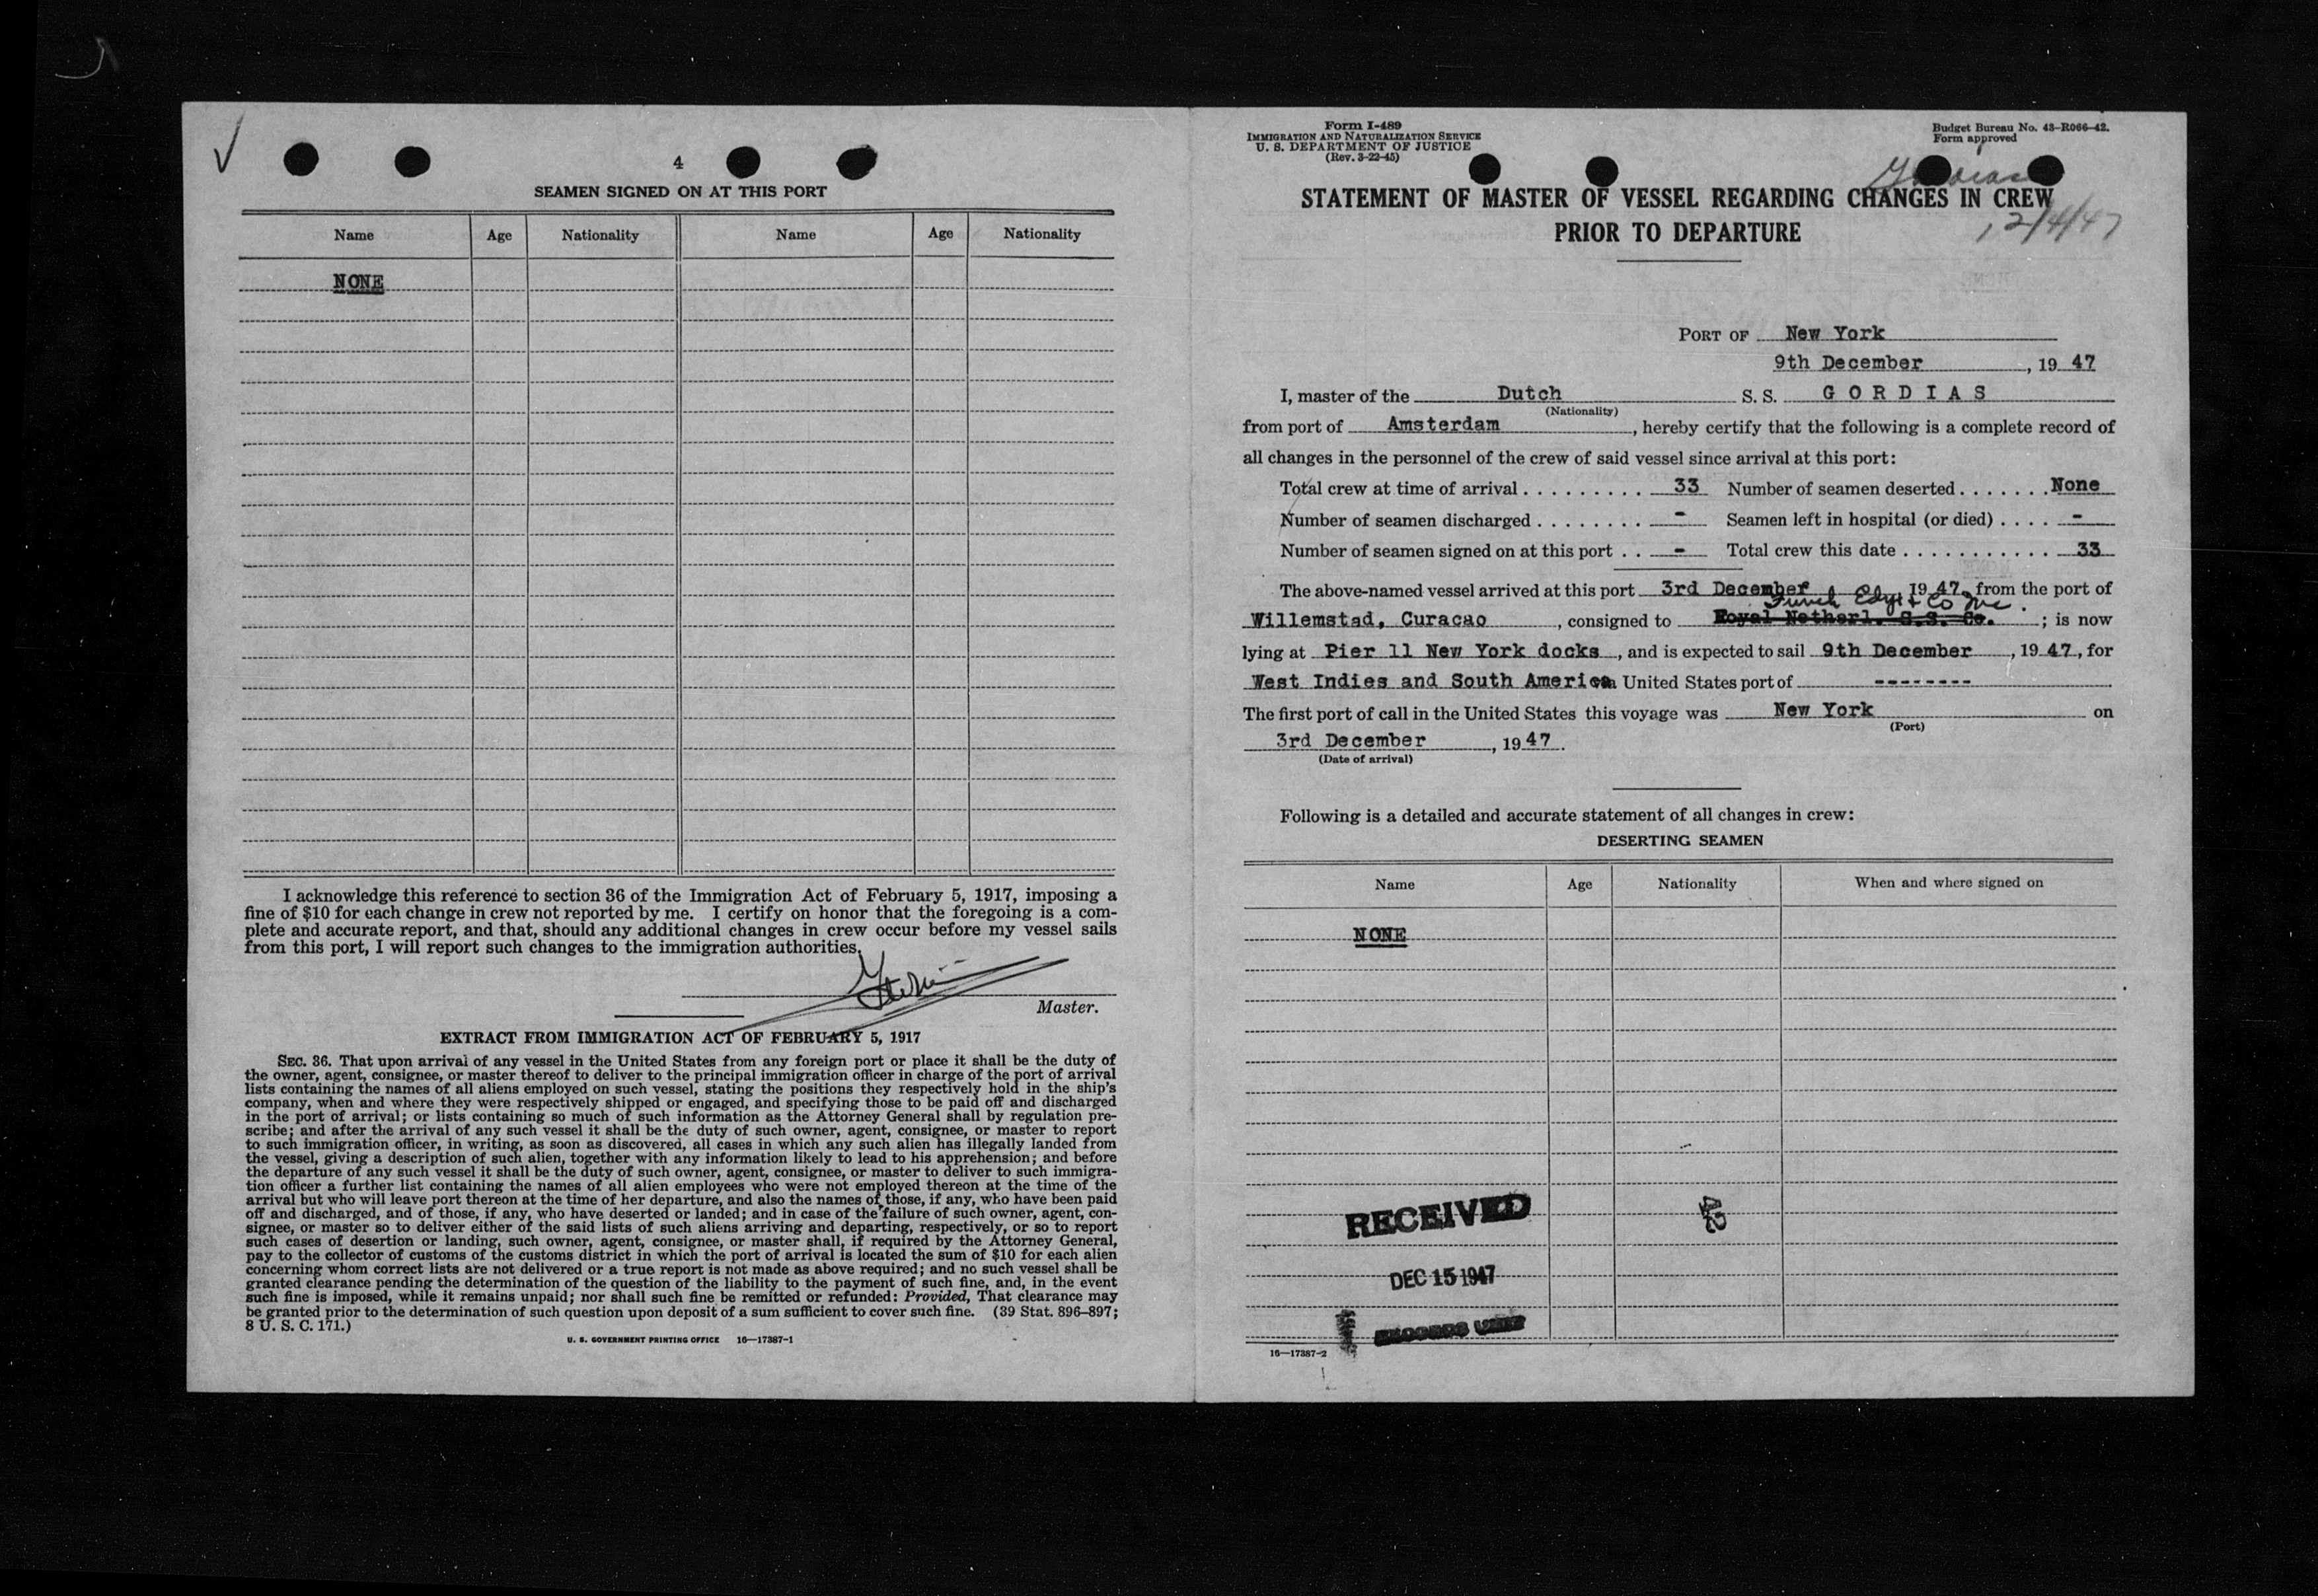 4
SEAMEN SIGNED ON AT THIS PORT
Name Age Nationality Name Age Nationality
NONE
I acknowledge this reference to section 36 of the Immigration Act of February 5, 1917, imposing a
fine of $10 for each change in crew not reported by me. I certify on honor that the foregoing is a com-
plete and accurate report, and that, should any additional changes in crew occur before my vessel sails
from this port, I will report such changes to the immigration authorities.
Master.
EXTRACT FROM IMMIGRATION ACT OF FEBRUARY 5, 1917
SEC. 36. That upon arrival of any vessel in the United States from any foreign port or place it shall be the duty of
the owner, agent, consignee, or master thereof to deliver to the principal immigration officer in charge of the port of arrival
lists containing the names of all aliens employed on such vessel, stating the positions they respectively hold in the ship's
company, when and where they were respectively shipped or engaged, and specifying those to be paid off and discharged
in the port of arrival; or lists containing so much of such information as the Attorney General shall by regulation pre-
scribe; and after the arrival of any such vessel it shall be the duty of such owner, agent, consignee, or master to report
to such immigration officer, in writing, as soon as discovered, all cases in which any such alien has illegally landed from
the vessel, giving a description of such alien, together with any information likely to lead to his apprehension; and before
the departure of any such vessel it shall be the duty of such owner, agent, consignee, or master to deliver to such immigra-
tion officer a further list containing the names of all alien employees who were not employed thereon at the time of the
arrival but who will leave port thereon at the time of her departure, and also the names of those, if any, who have been paid
off and discharged, and of those, if any, who have deserted or landed; and in case of the failure of such owner, agent, con-
signee, or master so to deliver either of the said lists of such aliens arriving and departing, respectively, or so to report
such cases of desertion or landing, such owner, agent, consignee, or master shall, if required by the Attorney General,
pay to the collector of customs of the customs district in which the port of arrival is located the sum of $10 for each alien
concerning whom correct lists are not delivered or a true report is not made as above required; and no such vessel shall be
granted clearance pending the determination of the question of the liability to the payment of such fine, and, in the event
such fine is imposed, while it remains unpaid; nor shall such fine be remitted or refunded: Provided, That clearance may
be granted prior to the determination of such question upon deposit of a sum sufficient to cover such fine. (39 Stat. 896-897;
8 U. S. C. 171.)
U. S. GOVERNMENT PRINTING OFFICE 16—17387-1
Form I-489
IMMIGRATION AND NATURALIZATION SERVICE
U. S. DEPARTMENT OF JUSTICE
(Rev. 3-22-45)
Budget Bureau No. 43-R066-42.
Form approved
Gordias
STATEMENT OF MASTER OF VESSEL REGARDING CHANGES IN CREW
PRIOR TO DEPARTURE
12/4/47
PORT OF New York
9th December, 19 47
I, master of the Dutch S. S. G O R D I A S
(Nationality)
from port of Amsterdam, hereby certify that the following is a complete record of
all changes in the personnel of the crew of said vessel since arrival at this port:
Total crew at time of arrival . . . . . . . . . 33 Number of seamen deserted . . . . . . . None
Number of seamen discharged . . . . . . . . - Seamen left in hospital (or died) . . . . -
Number of seamen signed on at this port . . - Total crew this date . . . . . . . . . . . 33
The above-named vessel arrived at this port 3rd December, 19 47, from the port of
Funch Edye & Co Inc.
Willemstad, Curacao, consigned to Royal Netherl. S.S. Co. ; is now
lying at Pier 11 New York docks, and is expected to sail 9th December, 19 47, for
West Indies and South America via United States port of --------
The first port of call in the United States this voyage was New York on
(Port)
3rd December, 19 47.
(Date of arrival)
Following is a detailed and accurate statement of all changes in crew:
DESERTING SEAMEN
Name Age Nationality When and where signed on
NONE
RECEIVED
42
DEC 15 1947
RECORDS UNIT
16—17387-2